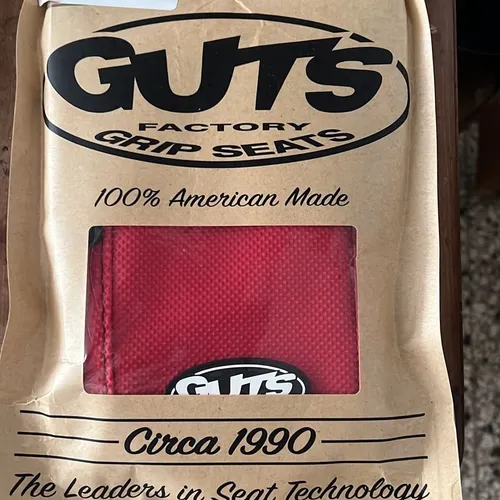 GUTS
FACTORY
GRIP SEATS
100% American Made
GUTS
Circa 1990
The Leaders in Seat Technology